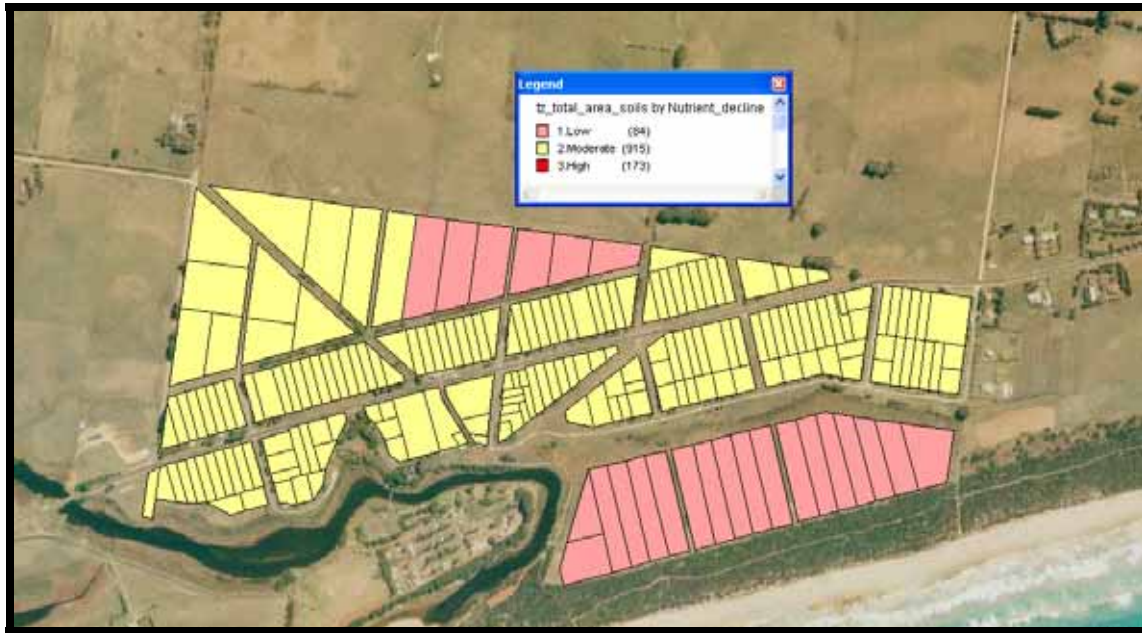 Legend
tz_total_area_soils by Nutrient_decline
1.Low (84)
2.Moderate (915)
3.High (173)